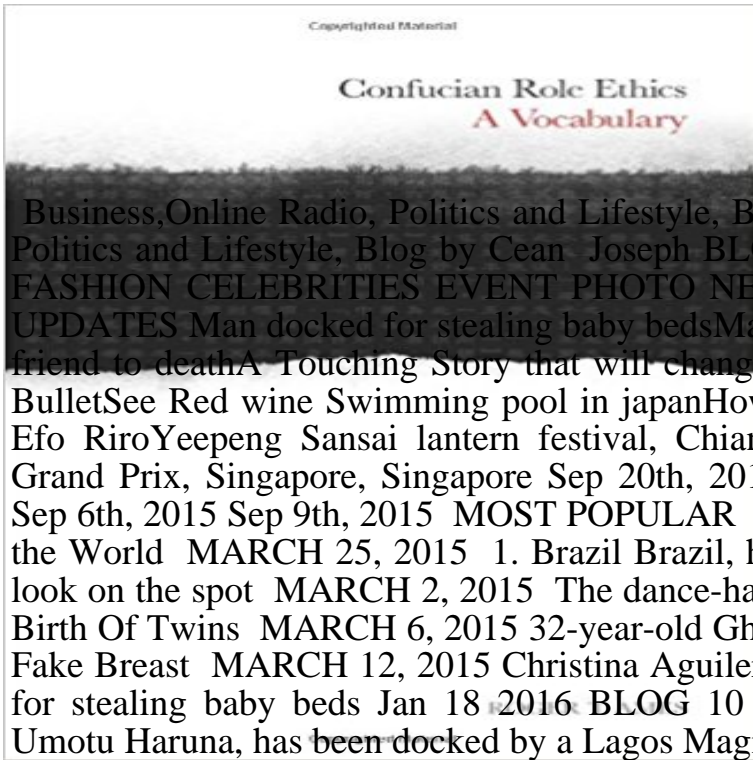 Copyrighted Material
Confucian Role Ethics
A Vocabulary
Business,Online Radio, Politics and Lifestyle, B
Politics and Lifestyle, Blog by Cean Joseph BL
FASHION CELEBRITIES EVENT PHOTO NE
UPDATES Man docked for stealing baby bedsMa
friend to deathA Touching Story that will chang
BulletSee Red wine Swimming pool in japanHow
Efo RiroYeepeng Sansai lantern festival, Chian
Grand Prix, Singapore, Singapore Sep 20th, 201
Sep 6th, 2015 Sep 9th, 2015 MOST POPULAR
the World MARCH 25, 2015 1. Brazil Brazil, h
look on the spot MARCH 2, 2015 The dance-ha
Birth Of Twins MARCH 6, 2015 32-year-old Gh
Fake Breast MARCH 12, 2015 Christina Aguiler
for stealing baby beds Jan 18 2016 BLOG 10
Umotu Haruna, has been docked by a Lagos Magi